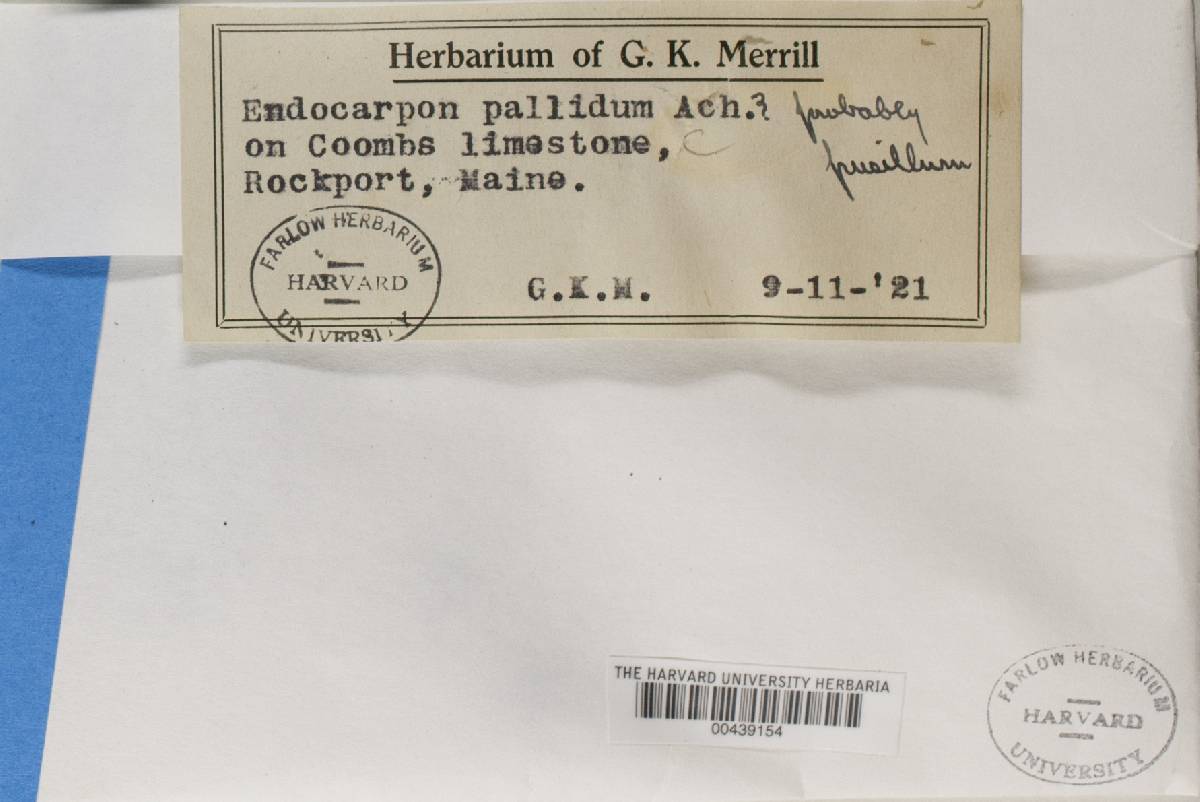 Herbarium of G. K. Merrill
Endocarpon pallidum Ach.? probably
on Coombs limestone, C pusillum
Rockport, Maine.
FARLOW HERBARIUM
HARVARD
UNIVERSITY
G.K.M. 9-11-'21
THE HARVARD UNIVERSITY HERBARIA
00439154
FARLOW HERBARIUM
HARVARD
UNIVERSITY